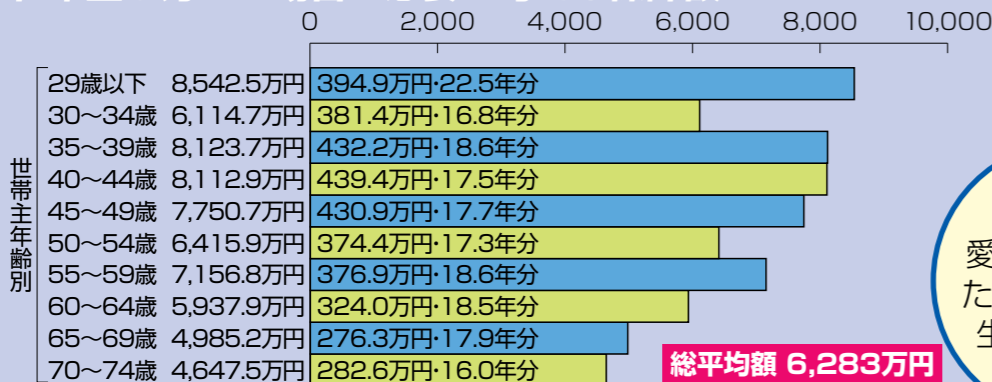 0 2,000 4,000 6,000 8,000 10,000
世帯主年齢別
29歳以下 8,542.5万円 394.9万円・22.5年分
30〜34歳 6,114.7万円 381.4万円・16.8年分
35〜39歳 8,123.7万円 432.2万円・18.6年分
40〜44歳 8,112.9万円 439.4万円・17.5年分
45〜49歳 7,750.7万円 430.9万円・17.7年分
50〜54歳 6,415.9万円 374.4万円・17.3年分
55〜59歳 7,156.8万円 376.9万円・18.6年分
60〜64歳 5,937.9万円 324.0万円・18.5年分
65〜69歳 4,985.2万円 276.3万円・17.9年分
70〜74歳 4,647.5万円 282.6万円・16.0年分
総平均額 6,283万円
愛
た
生